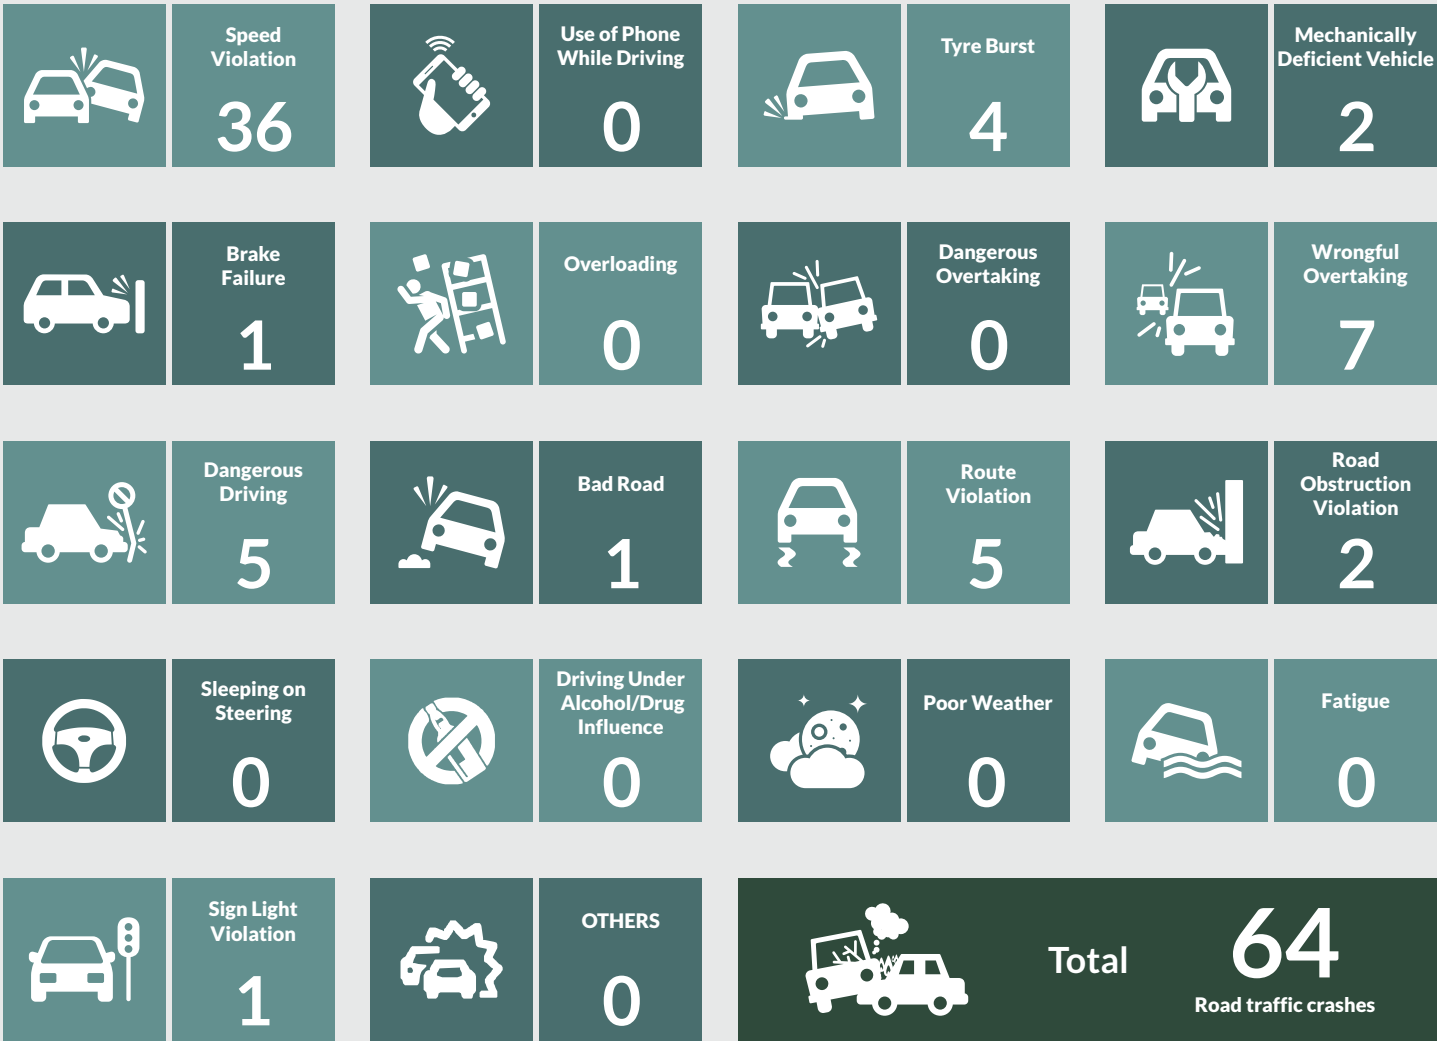 Speed
Violation
36
Use of Phone
While Driving
0
Tyre Burst
4
Mechanically
Deficient Vehicle
2
Brake
Failure
1
Overloading
0
Dangerous
Overtaking
0
Wrongful
Overtaking
7
Dangerous
Driving
5
Bad Road
1
Route
Violation
5
Road
Obstruction
Violation
2
Sleeping on
Steering
0
Driving Under
Alcohol/Drug
Influence
0
Poor Weather
0
Fatigue
0
Sign Light
Violation
1
OTHERS
0
Total
64
Road traffic crashes